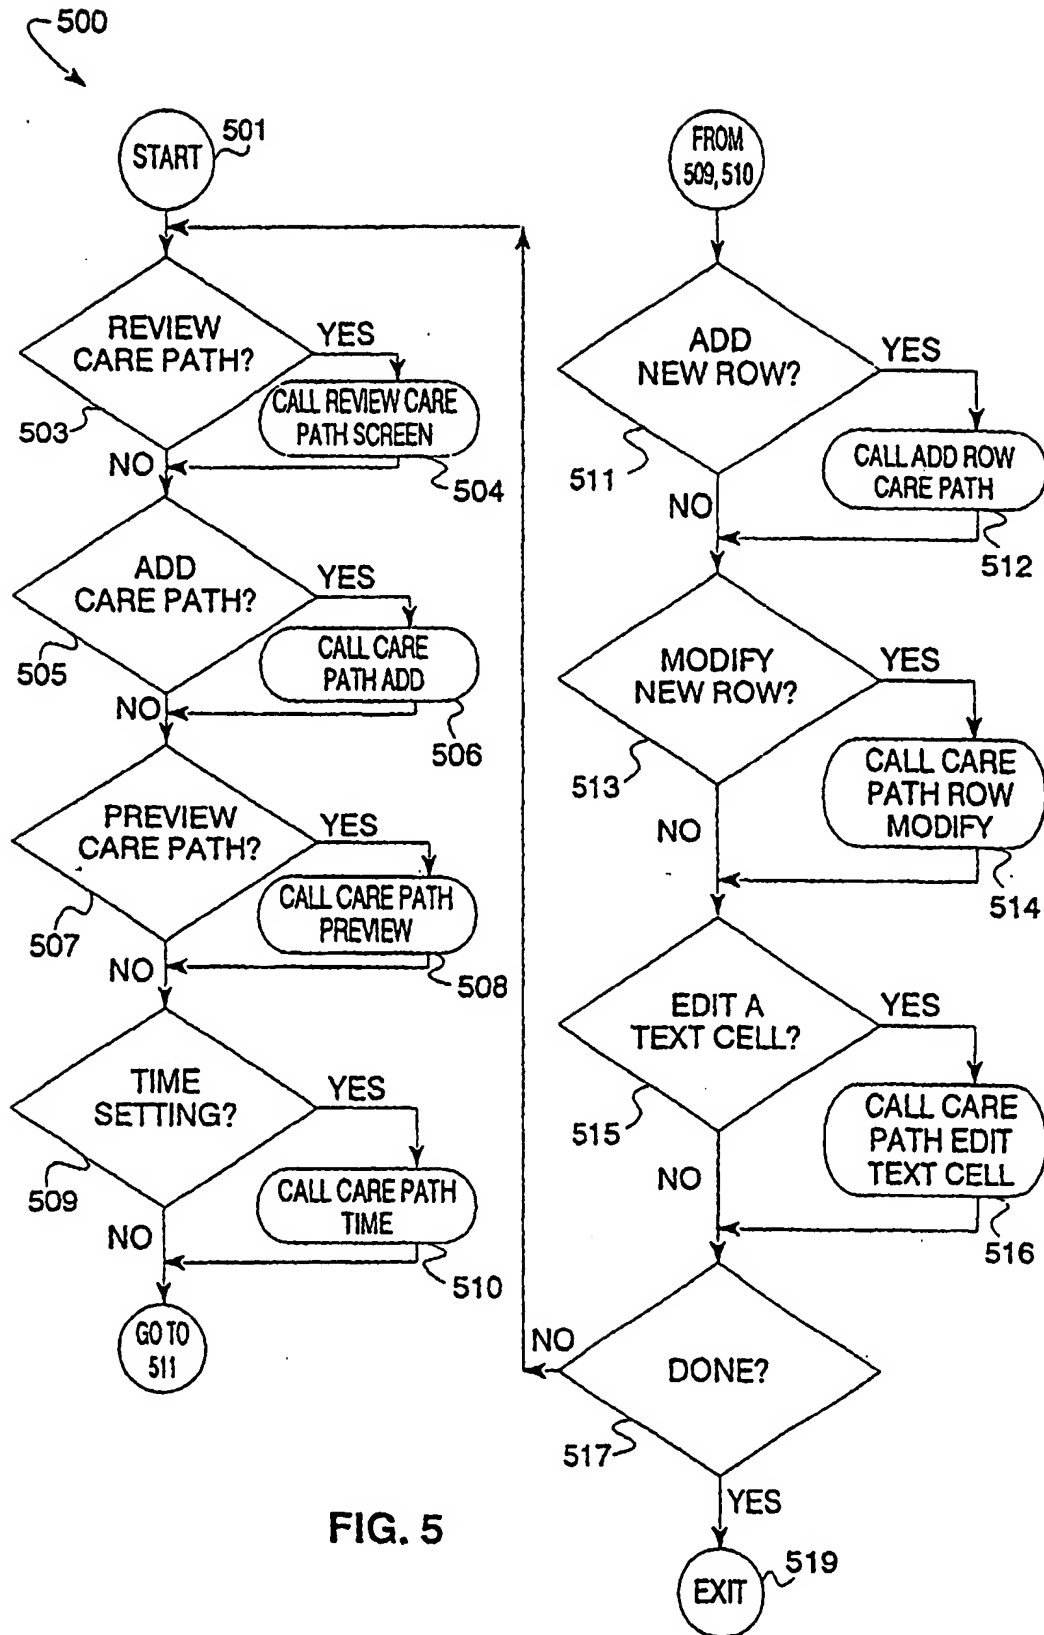 500
START
501
REVIEW
CARE PATH?
YES
503
CALL REVIEW CARE
PATH SCREEN
504
NO
ADD
CARE PATH?
YES
505
CALL CARE
PATH ADD
506
NO
PREVIEW
CARE PATH?
YES
507
CALL CARE PATH
PREVIEW
508
NO
TIME
SETTING?
YES
509
CALL CARE PATH
TIME
510
NO
GO TO
511
FROM
509, 510
ADD
NEW ROW?
YES
511
CALL ADD ROW
CARE PATH
512
NO
MODIFY
NEW ROW?
YES
513
CALL CARE
PATH ROW
MODIFY
514
NO
EDIT A
TEXT CELL?
YES
515
CALL CARE
PATH EDIT
TEXT CELL
516
NO
DONE?
NO
517
YES
EXIT
519
FIG. 5